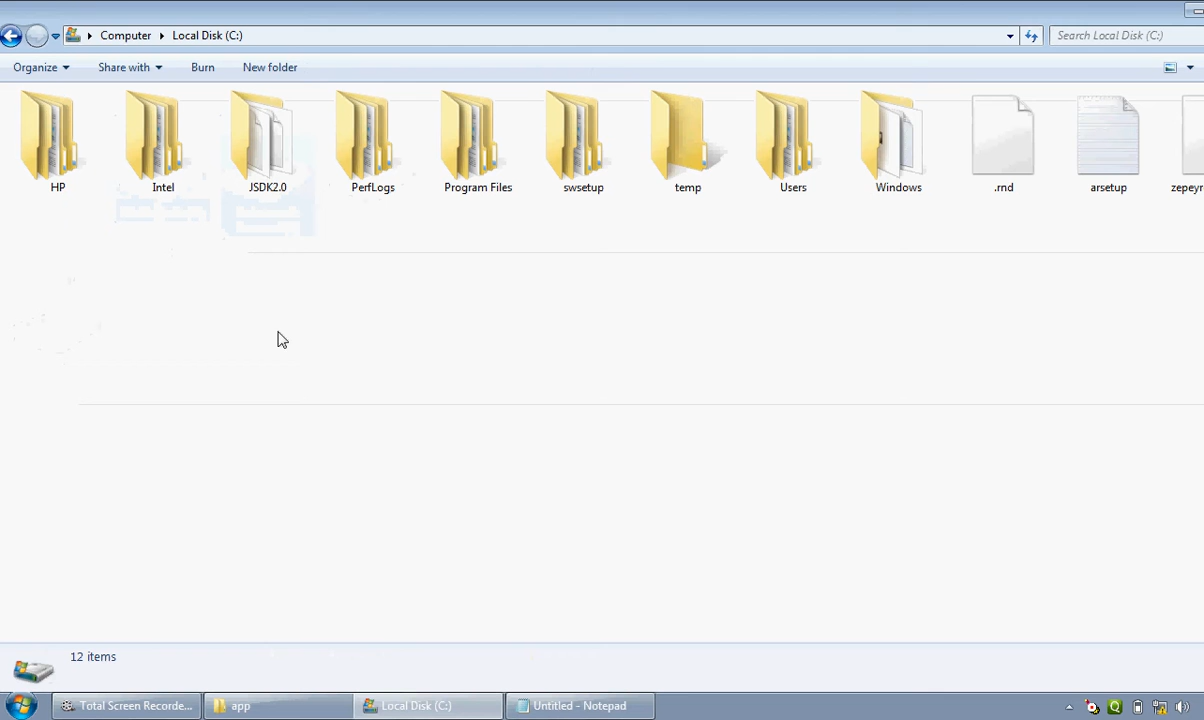 Computer Local Disk (C:) Search Local Disk (C:)
Organize Share with Burn New folder
HP Intel JSDK2.0 PerfLogs Program Files swsetup temp Users Windows .rnd arsetup zepeyr
12 items
Total Screen Recorde... app Local Disk (C:) Untitled - Notepad